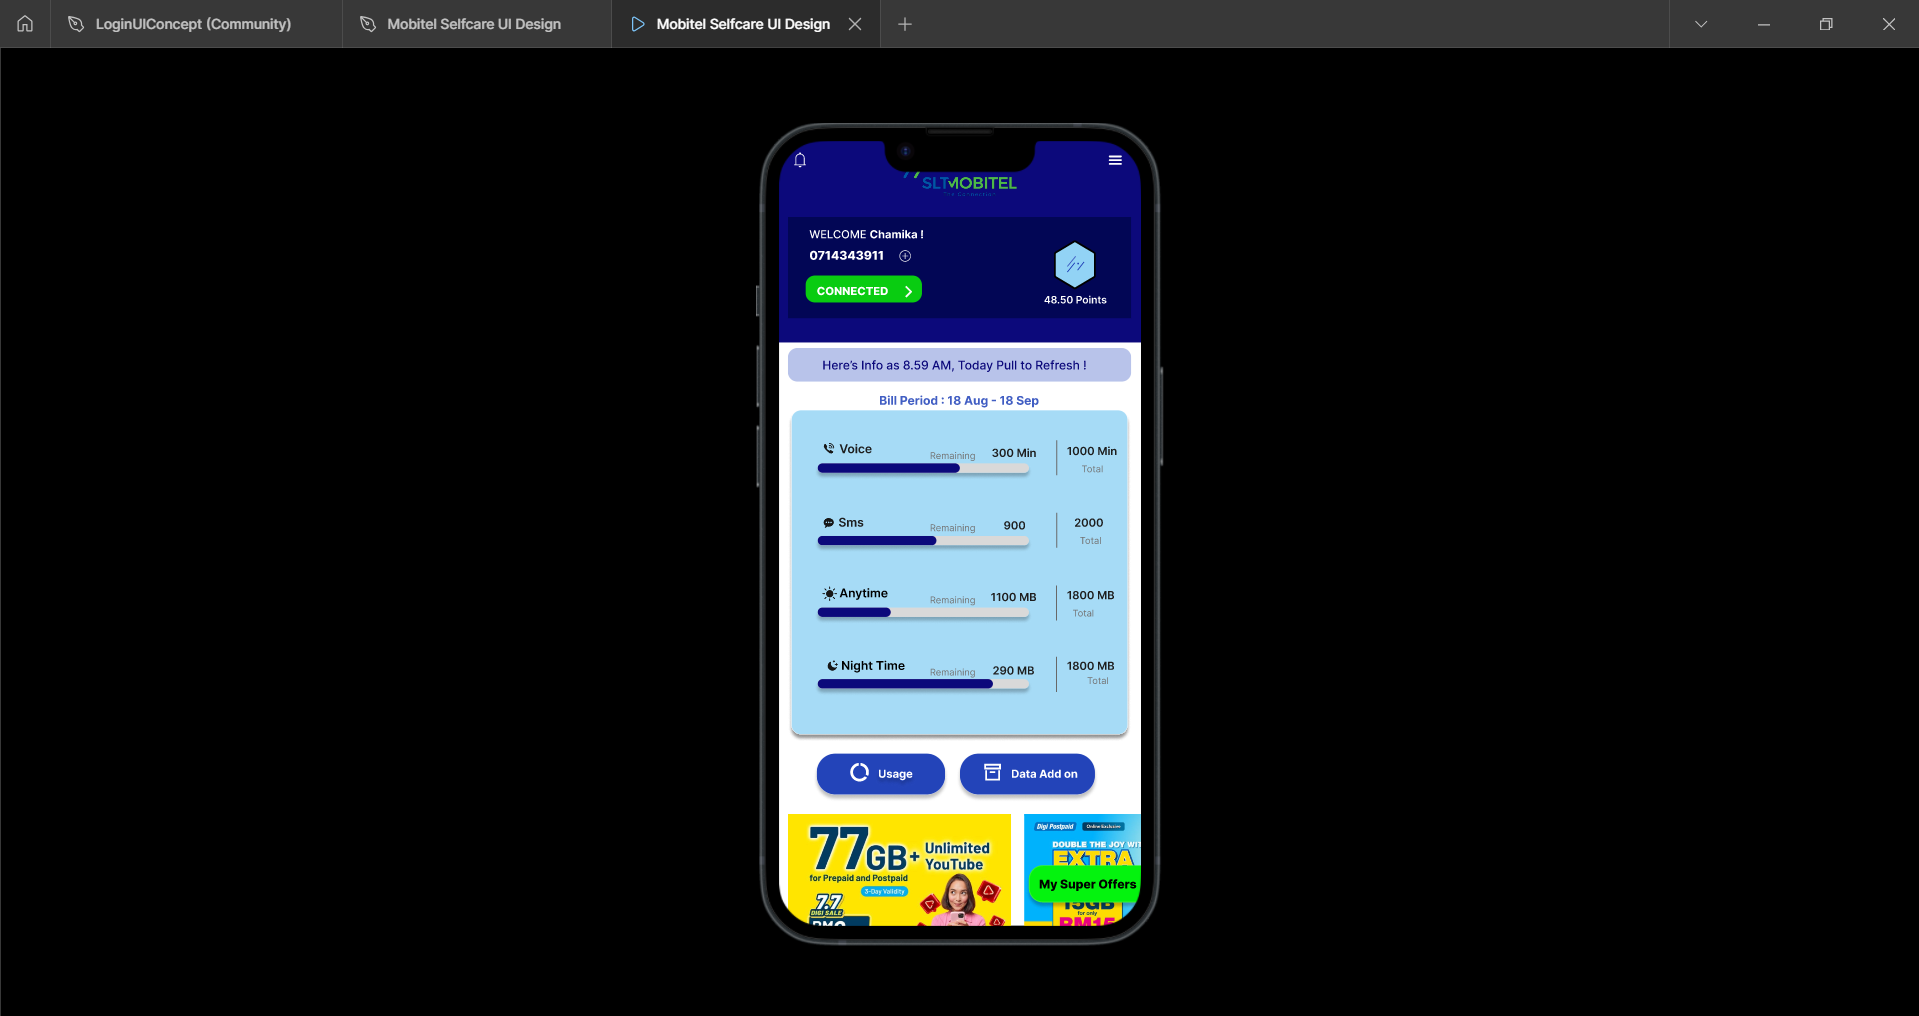 LoginUIConcept (Community)
Mobitel Selfcare UI Design
Mobitel Selfcare UI Design
SLTMOBITEL
WELCOME Chamika !
0714343911
CONNECTED
48.50 Points
Here's Info as 8.59 AM, Today Pull to Refresh !
Bill Period : 18 Aug - 18 Sep
Voice
Remaining
300 Min
1000 Min
Total
Sms
Remaining
900
2000
Total
Anytime
Remaining
1100 MB
1800 MB
Total
Night Time
Remaining
290 MB
1800 MB
Total
Usage
Data Add on
77GB+ Unlimited
YouTube
for Prepaid and Postpaid
3-Day Validity
7.7
DIGI SALE
Digi Postpaid
Online Exclusive
DOUBLE THE JOY WI
EXTRA
My Super Offers
15GB
for only
RM15